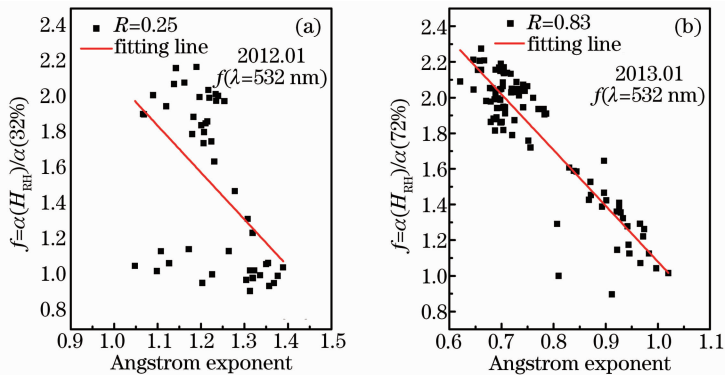 R=0.25 (a)
fitting line
2012.01
f(λ=532 nm)
f=α(H_RH)/α(32%)
2.4
2.2
2.0
1.8
1.6
1.4
1.2
1.0
0.8
0.9 1.0 1.1 1.2 1.3 1.4 1.5
Angstrom exponent
R=0.83 (b)
fitting line
2013.01
f(λ=532 nm)
f=α(H_RH)/α(72%)
2.4
2.2
2.0
1.8
1.6
1.4
1.2
1.0
0.8
0.6 0.7 0.8 0.9 1.0 1.1
Angstrom exponent